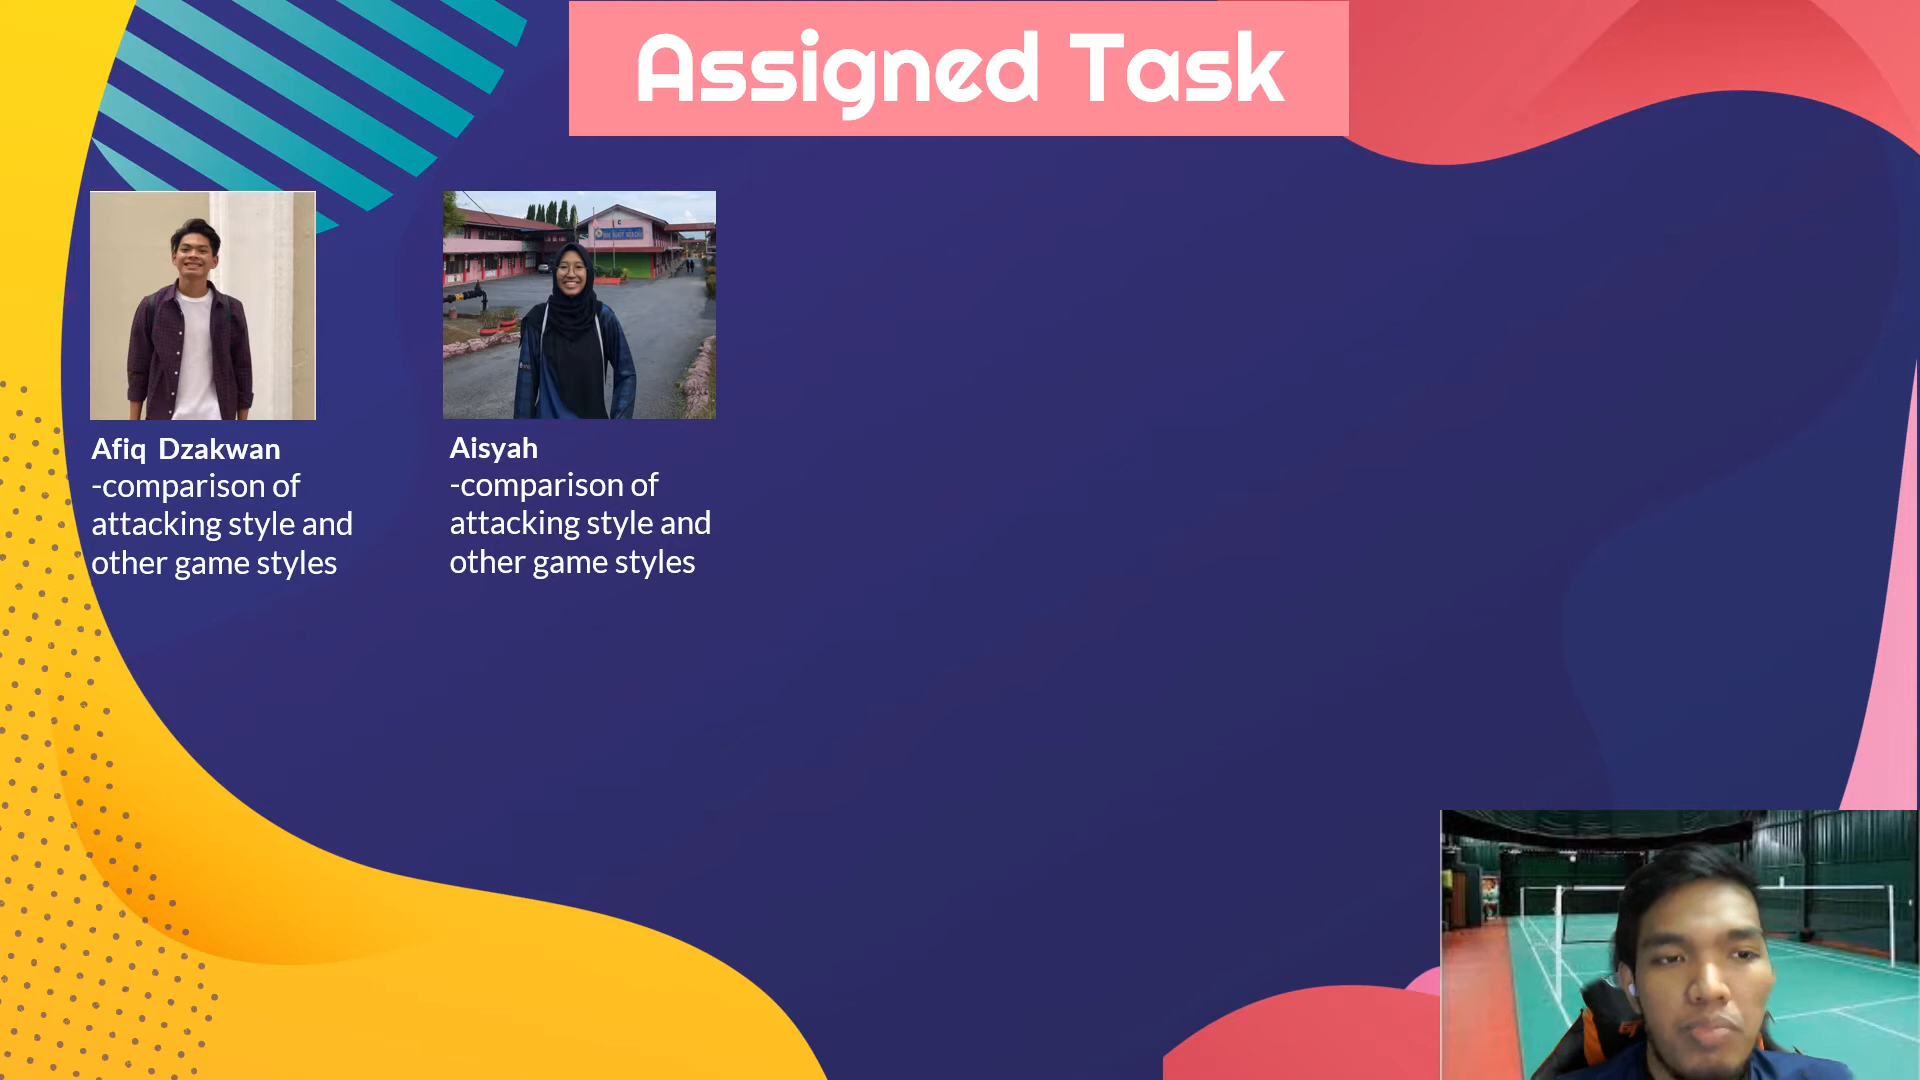 Assigned Task
Afiq Dzakwan
-comparison of
attacking style and
other game styles
Aisyah
-comparison of
attacking style and
other game styles